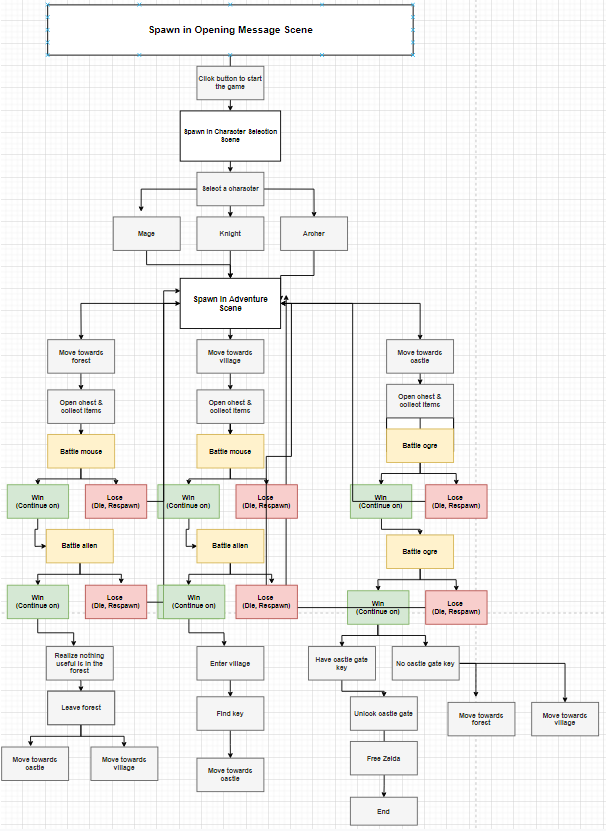 Spawn in Opening Message Scene
Click button to start
the game
Spawn in Character Selection
Scene
Select a character
Mage
Knight
Archer
Spawn in Adventure
Scene
Move towards
forest
Move towards
village
Move towards
castle
Open chest &
collect items
Open chest &
collect items
Open chest &
collect items
Battle mouse
Battle mouse
Battle ogre
Win
(Continue on)
Lose
(Die, Respawn)
Win
(Continue on)
Lose
(Die, Respawn)
Win
(Continue on)
Lose
(Die, Respawn)
Battle alien
Battle alien
Battle ogre
Win
(Continue on)
Lose
(Die, Respawn)
Win
(Continue on)
Lose
(Die, Respawn)
Win
(Continue on)
Lose
(Die, Respawn)
Realize nothing
useful is in the
forest
Enter village
Have castle gate
key
No castle gate key
Leave forest
Find key
Unlock castle gate
Move towards
forest
Move towards
village
Move towards
castle
Move towards
village
Move towards
castle
Free Zelda
End